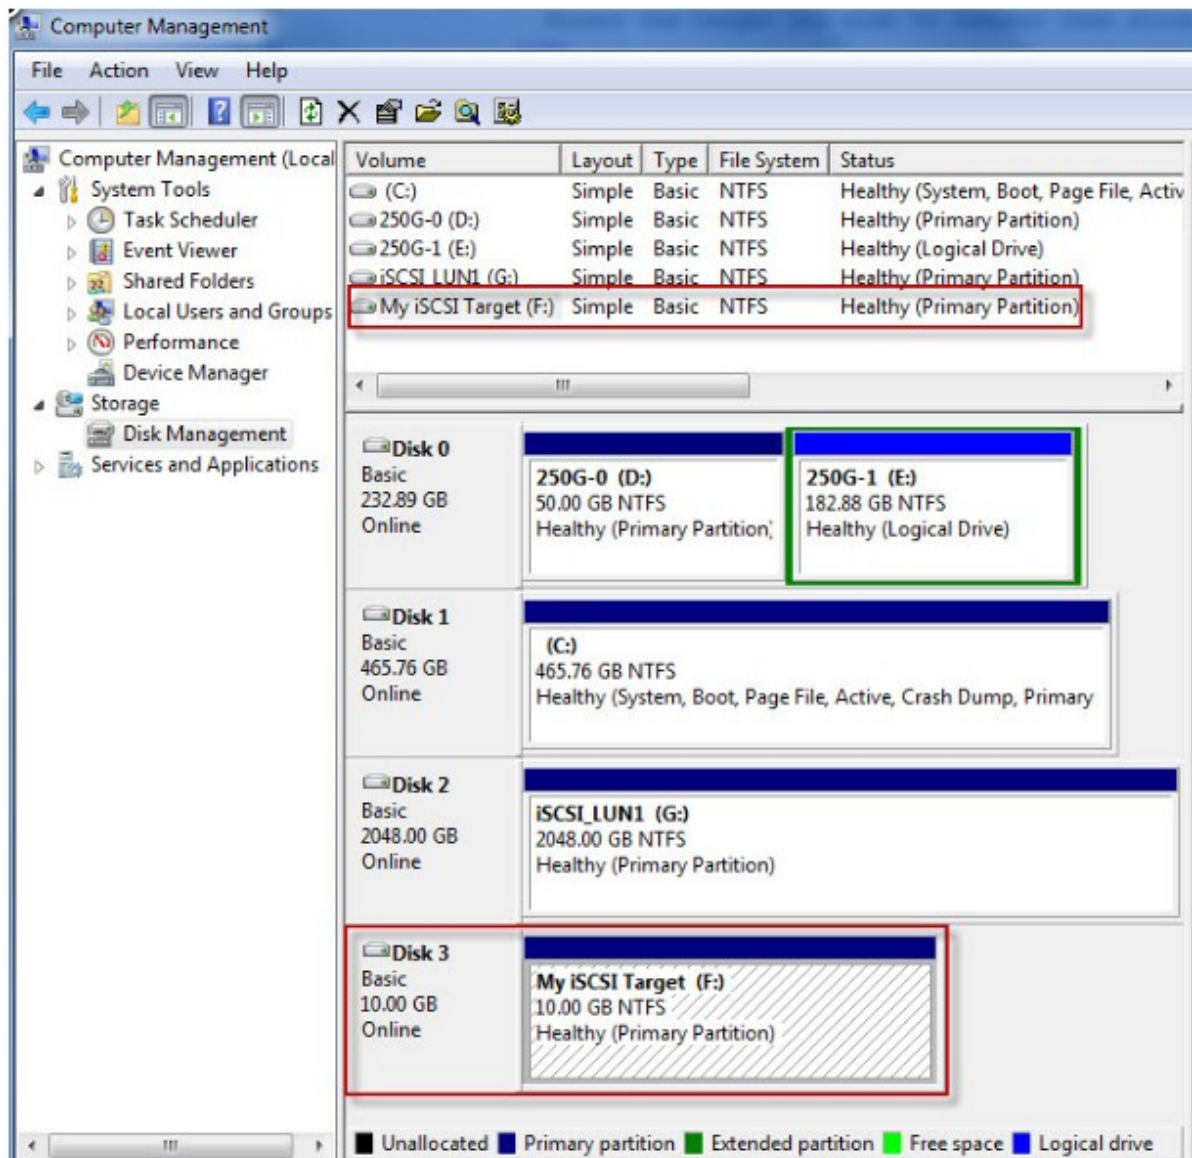 Computer Management
File Action View Help
Computer Management (Local
System Tools
Task Scheduler
Event Viewer
Shared Folders
Local Users and Groups
Performance
Device Manager
Storage
Disk Management
Services and Applications
Volume Layout Type File System Status
(C:) Simple Basic NTFS Healthy (System, Boot, Page File, Activ
250G-0 (D:) Simple Basic NTFS Healthy (Primary Partition)
250G-1 (E:) Simple Basic NTFS Healthy (Logical Drive)
iSCSI_LUN1 (G:) Simple Basic NTFS Healthy (Primary Partition)
My iSCSI Target (F:) Simple Basic NTFS Healthy (Primary Partition)
Disk 0
Basic
232.89 GB
Online
250G-0 (D:)
50.00 GB NTFS
Healthy (Primary Partition)
250G-1 (E:)
182.88 GB NTFS
Healthy (Logical Drive)
Disk 1
Basic
465.76 GB
Online
(C:)
465.76 GB NTFS
Healthy (System, Boot, Page File, Active, Crash Dump, Primary
Disk 2
Basic
2048.00 GB
Online
iSCSI_LUN1 (G:)
2048.00 GB NTFS
Healthy (Primary Partition)
Disk 3
Basic
10.00 GB
Online
My iSCSI Target (F:)
10.00 GB NTFS
Healthy (Primary Partition)
Unallocated Primary partition Extended partition Free space Logical drive